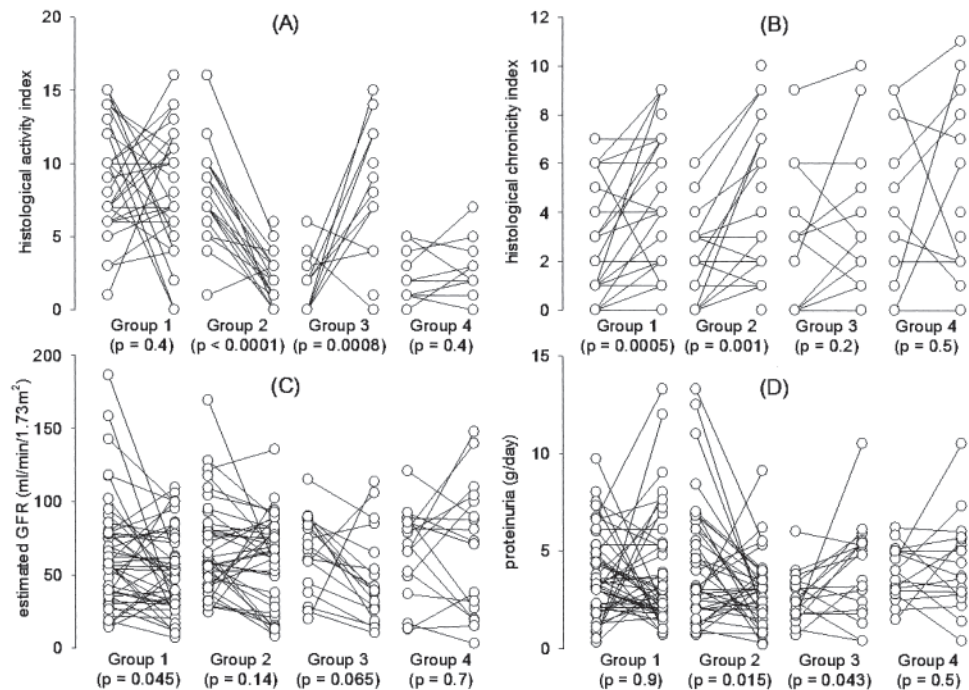 (A)
histological activity index
20
15
10
5
0
Group 1 Group 2 Group 3 Group 4
(p = 0.4) (p < 0.0001) (p = 0.0008) (p = 0.4)
(B)
histological chronicity index
12
10
8
6
4
2
0
Group 1 Group 2 Group 3 Group 4
(p = 0.0005) (p = 0.001) (p = 0.2) (p = 0.5)
(C)
estimated GFR (ml/min/1.73m²)
200
150
100
50
0
Group 1 Group 2 Group 3 Group 4
(p = 0.045) (p = 0.14) (p = 0.065) (p = 0.7)
(D)
proteinuria (g/day)
15
10
5
0
Group 1 Group 2 Group 3 Group 4
(p = 0.9) (p = 0.015) (p = 0.043) (p = 0.5)